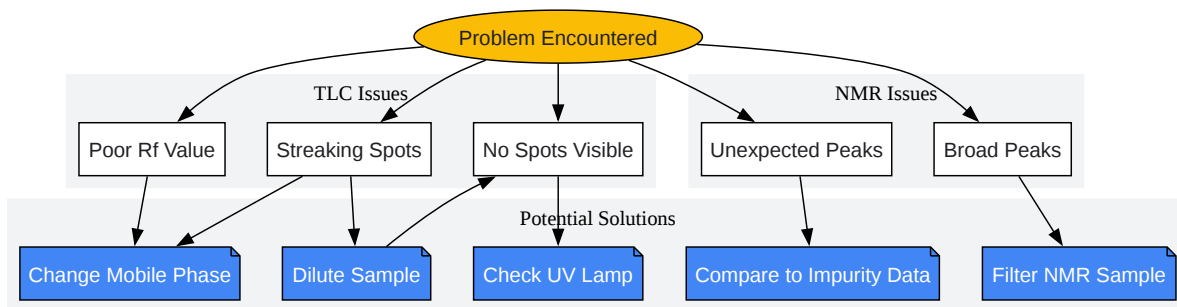 Problem Encountered
TLC Issues
NMR Issues
Poor Rf Value
Streaking Spots
No Spots Visible
Unexpected Peaks
Broad Peaks
Potential Solutions
Change Mobile Phase
Dilute Sample
Check UV Lamp
Compare to Impurity Data
Filter NMR Sample